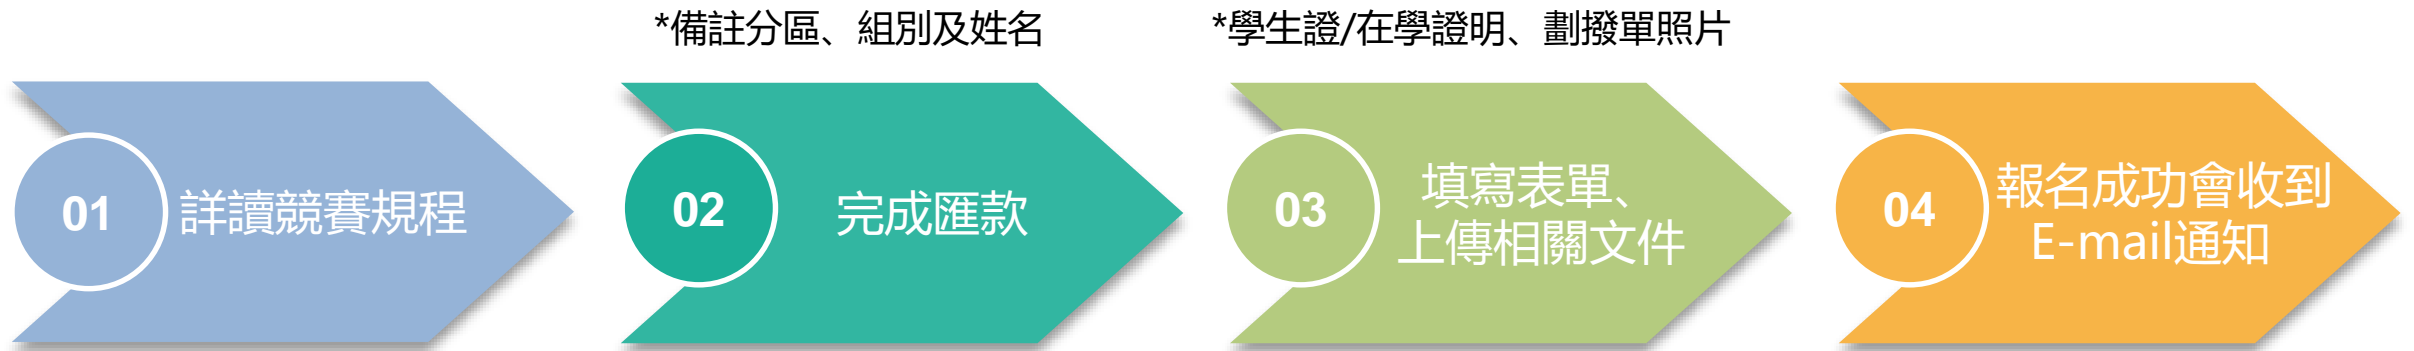 *備註分區、組別及姓名
*學生證/在學證明、劃撥單照片
01
詳讀競賽規程
02
完成匯款
03
填寫表單、
上傳相關文件
04
報名成功會收到
E-mail通知